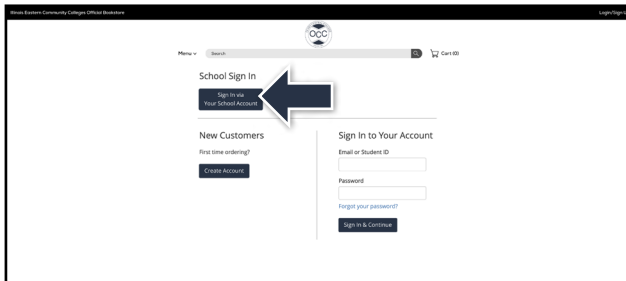 Illinois Eastern Community Colleges Official Bookstore
Login/Sign U
OCC
Menu
Search
Cart (0)
School Sign In
Sign In via
Your School Account
New Customers
First time ordering?
Create Account
Sign In to Your Account
Email or Student ID
Password
Forgot your password?
Sign In & Continue